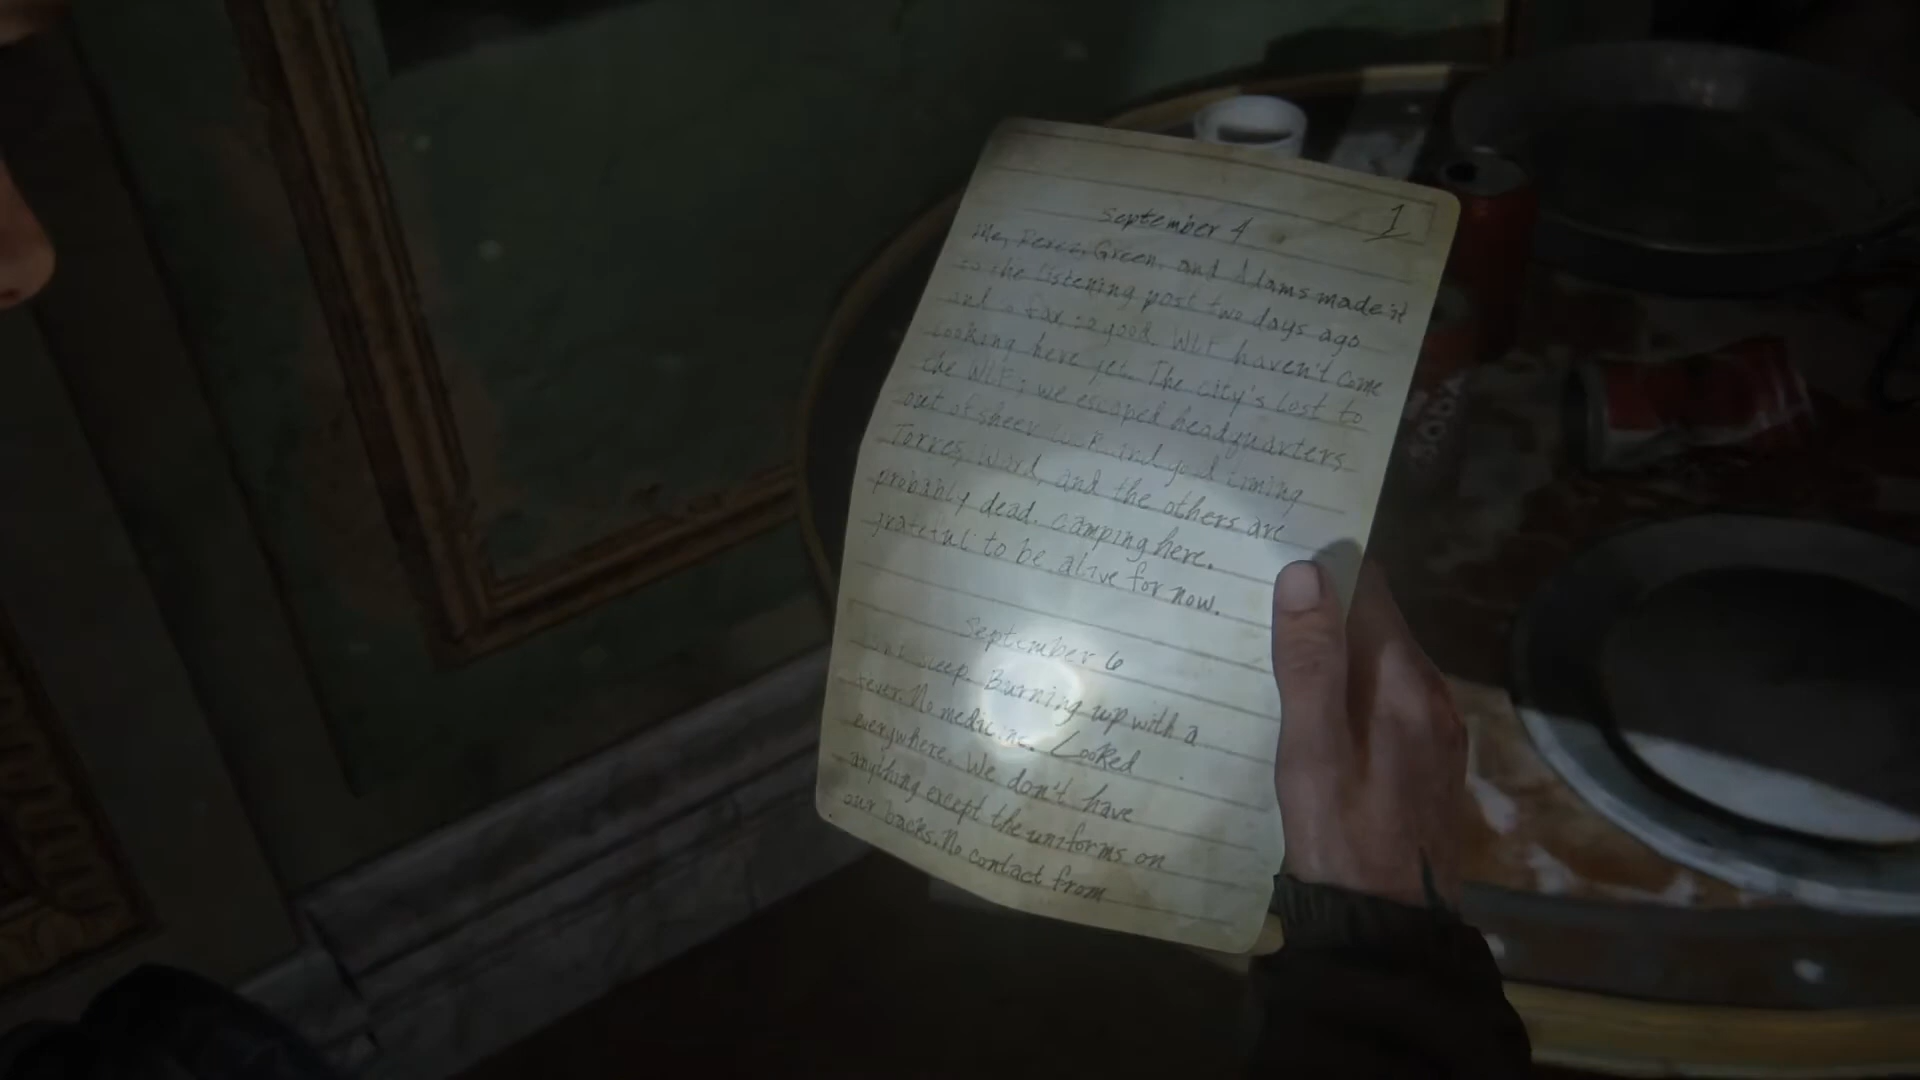 September 4
1
Me, Perez, Green, and Adams made it
to the listening post two days ago
and so far so good. WLF haven't come
looking here yet. The city's lost to
the WLF; we escaped headquarters
out of sheer luck and good timing
Torres, Ward, and the others are
probably dead. Camping here.
grateful to be alive for now.
September 6
sleep. Burning up with a
fever. No medicine. Looked
everywhere. We don't have
anything except the uniforms on
our backs. No contact from